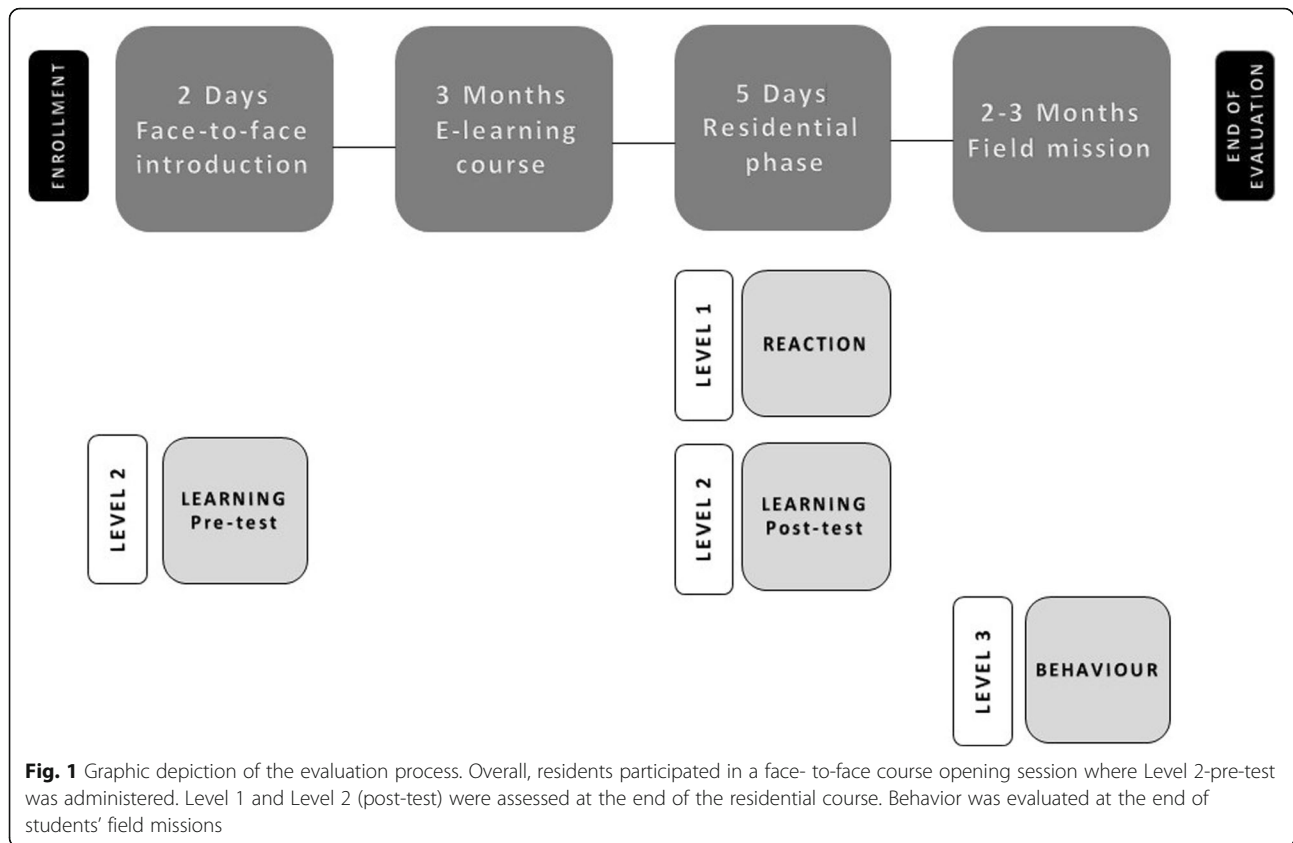 ENROLLMENT
2 Days
Face-to-face
introduction
3 Months
E-learning
course
5 Days
Residential
phase
2-3 Months
Field mission
END OF
EVALUATION
LEVEL 1
REACTION
LEVEL 2
LEARNING
Pre-test
LEVEL 2
LEARNING
Post-test
LEVEL 3
BEHAVIOUR
Fig. 1 Graphic depiction of the evaluation process. Overall, residents participated in a face- to-face course opening session where Level 2-pre-test
was administered. Level 1 and Level 2 (post-test) were assessed at the end of the residential course. Behavior was evaluated at the end of
students’ field missions